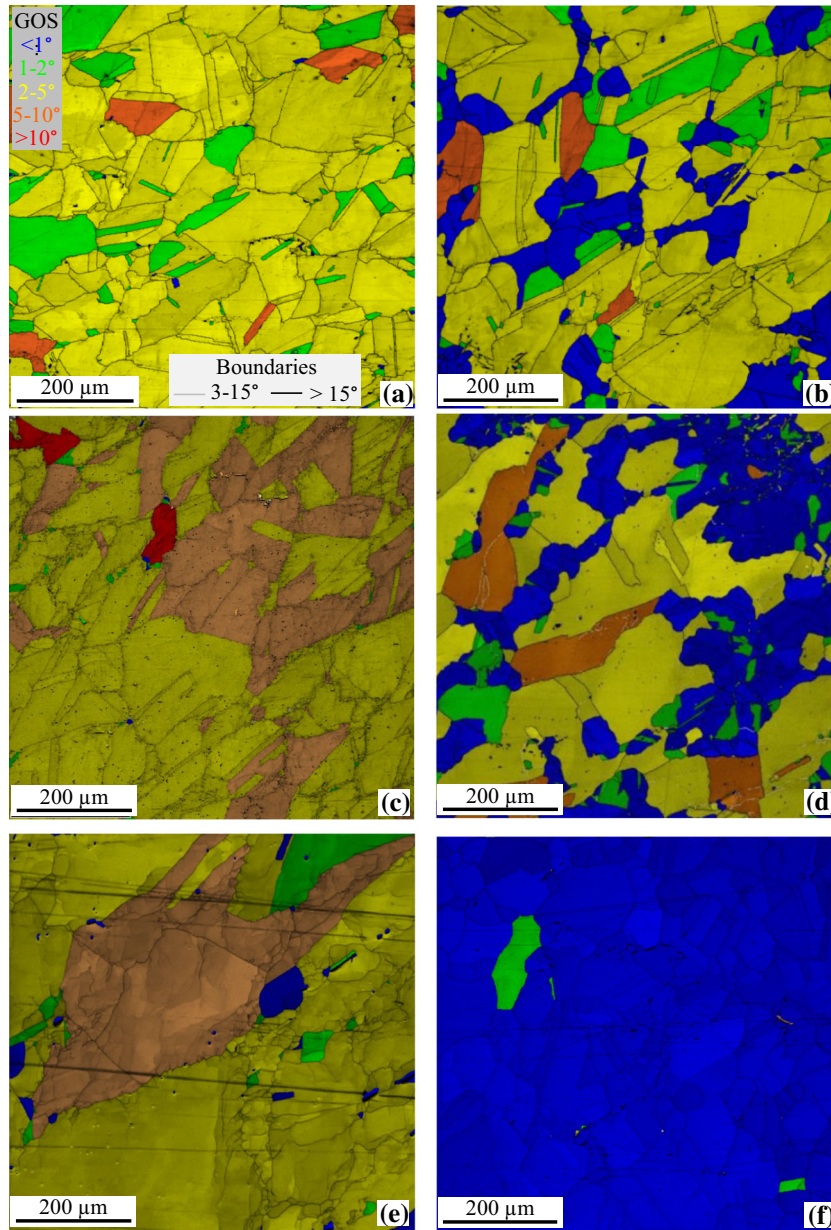 GOS
<1°
1-2°
2-5°
5-10°
>10°
Boundaries
3-15° > 15°
200 µm
(a)
200 µm
(b)
200 µm
(c)
200 µm
(d)
200 µm
(e)
200 µm
(f)